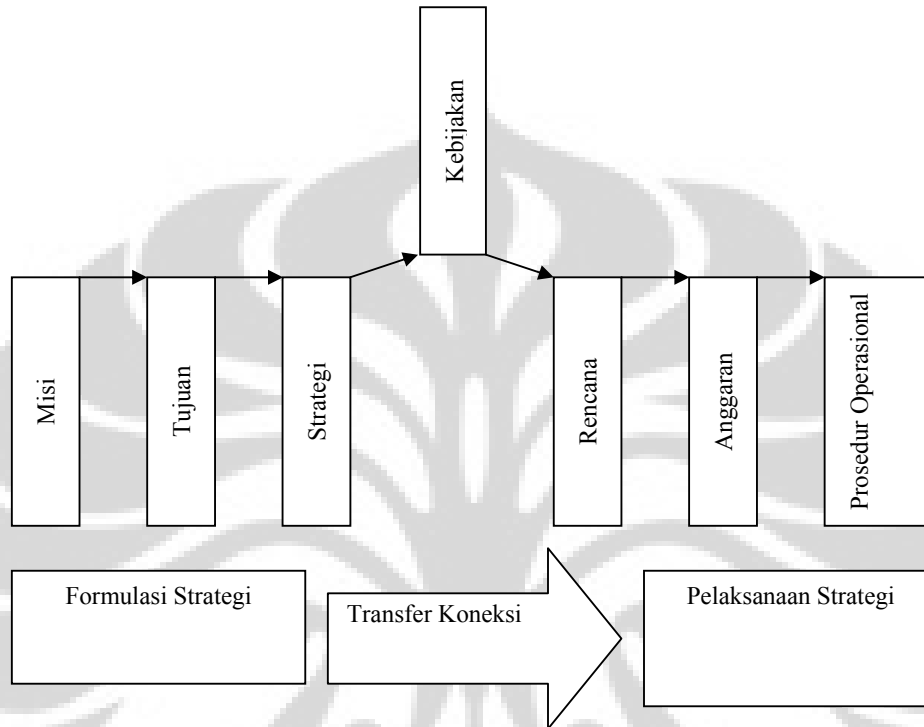 Kebijakan
Misi
Tujuan
Strategi
Rencana
Anggaran
Prosedur Operasional
Formulasi Strategi
Transfer Koneksi
Pelaksanaan Strategi